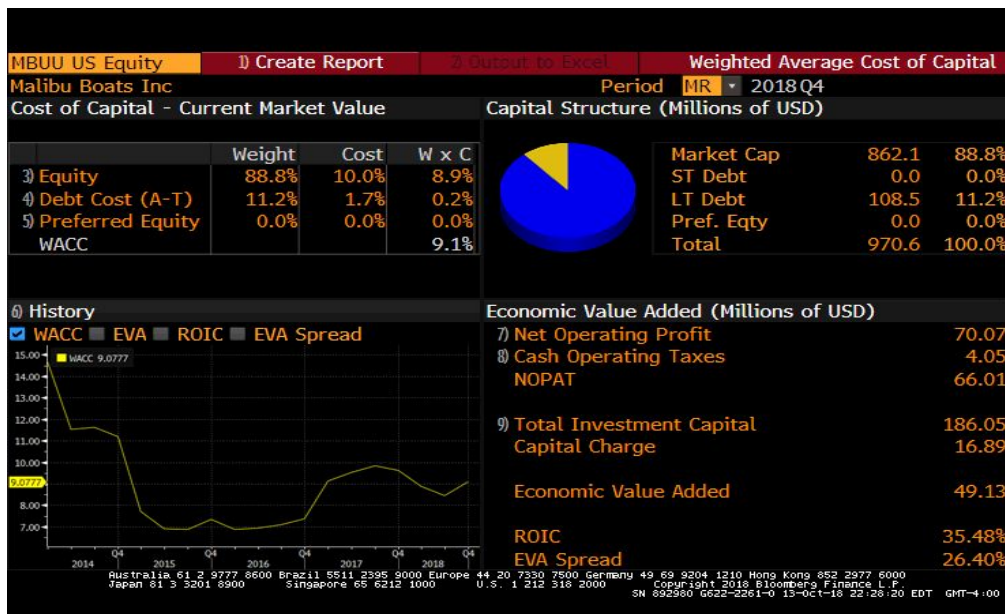 MBUU US Equity 1) Create Report 2) Output to Excel Weighted Average Cost of Capital
Malibu Boats Inc Period MR 2018 Q4
Cost of Capital - Current Market Value
Weight Cost W x C
3) Equity 88.8% 10.0% 8.9%
4) Debt Cost (A-T) 11.2% 1.7% 0.2%
5) Preferred Equity 0.0% 0.0% 0.0%
WACC 9.1%
Capital Structure (Millions of USD)
Market Cap 862.1 88.8%
ST Debt 0.0 0.0%
LT Debt 108.5 11.2%
Pref. Eqty 0.0 0.0%
Total 970.6 100.0%
6) History
WACC EVA ROIC EVA Spread
WACC 9.0777
15.00
14.00
13.00
12.00
11.00
10.00
9.0777
8.00
7.00
Q4 Q4 Q4 Q4 Q4
2014 2015 2016 2017 2018
Economic Value Added (Millions of USD)
7) Net Operating Profit 70.07
8) Cash Operating Taxes 4.05
NOPAT 66.01
9) Total Investment Capital 186.05
Capital Charge 16.89
Economic Value Added 49.13
ROIC 35.48%
EVA Spread 26.40%
Australia 61 2 9777 8600 Brazil 5511 2395 9000 Europe 44 20 7330 7500 Germany 49 69 9204 1210 Hong Kong 852 2977 6000
Japan 81 3 3201 8900 Singapore 65 6212 1000 U.S. 1 212 318 2000 Copyright 2018 Bloomberg Finance L.P.
SN 892980 G622-2261-0 13-Oct-18 22:28:20 EDT GMT-4:00